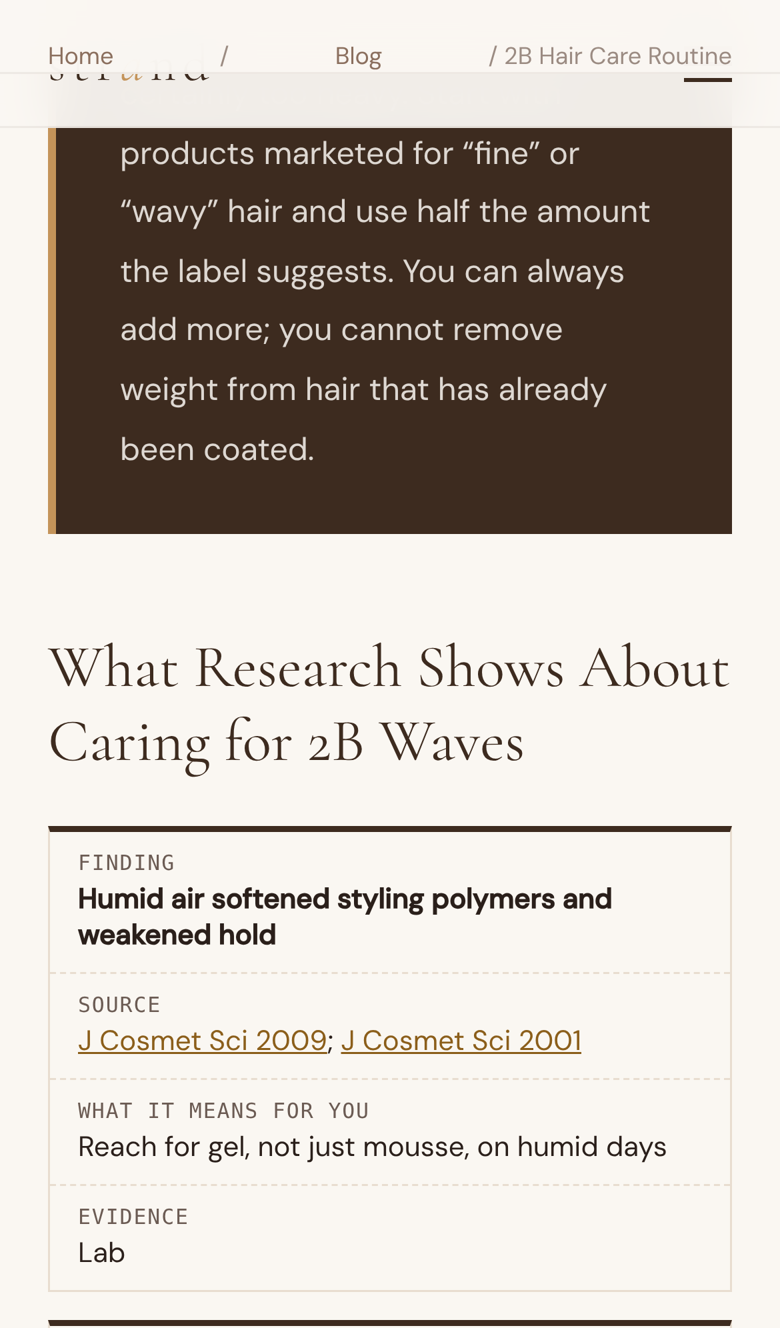 Home / Blog / 2B Hair Care Routine
strand
products marketed for “fine” or
“wavy” hair and use half the amount
the label suggests. You can always
add more; you cannot remove
weight from hair that has already
been coated.
What Research Shows About
Caring for 2B Waves
FINDING
Humid air softened styling polymers and
weakened hold
SOURCE
J Cosmet Sci 2009; J Cosmet Sci 2001
WHAT IT MEANS FOR YOU
Reach for gel, not just mousse, on humid days
EVIDENCE
Lab